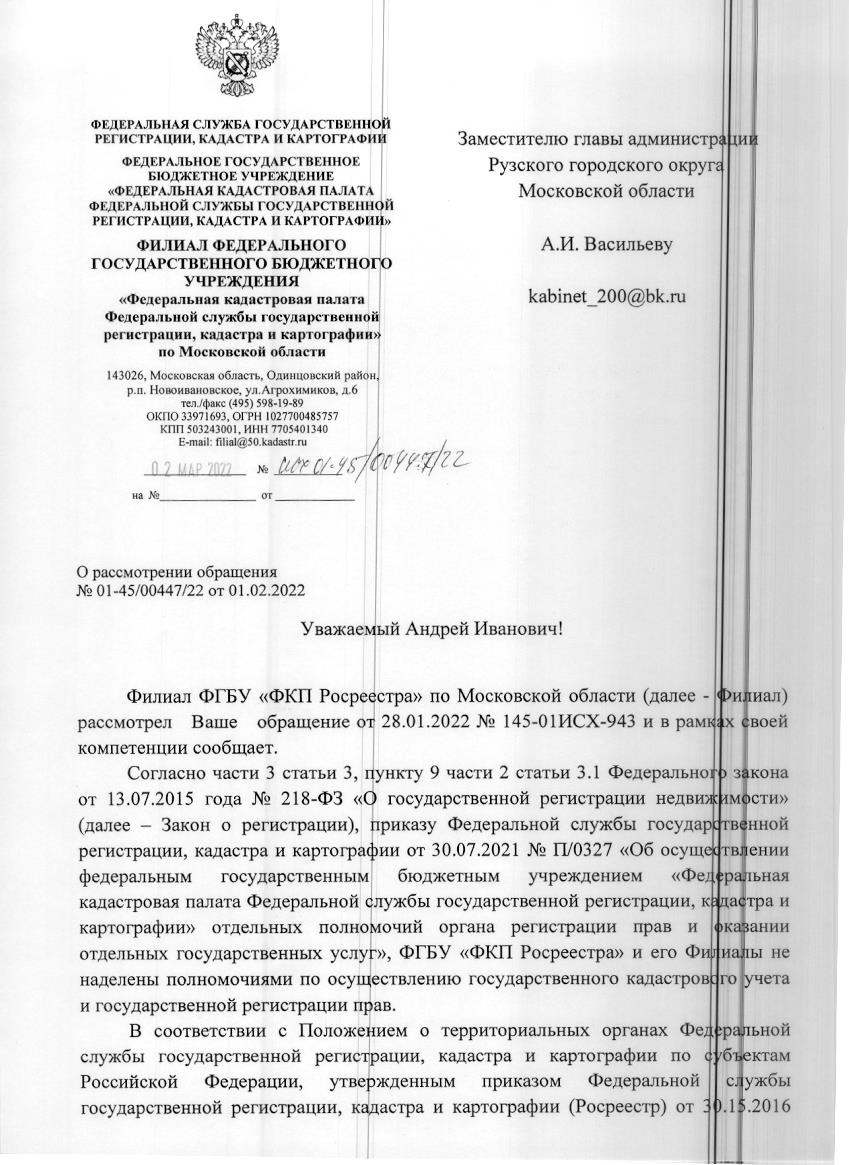 ФЕДЕРАЛЬНАЯ СЛУЖБА ГОСУДАРСТВЕННОЙ
РЕГИСТРАЦИИ, КАДАСТРА И КАРТОГРАФИИ
ФЕДЕРАЛЬНОЕ ГОСУДАРСТВЕННОЕ
БЮДЖЕТНОЕ УЧРЕЖДЕНИЕ
«ФЕДЕРАЛЬНАЯ КАДАСТРОВАЯ ПАЛАТА
ФЕДЕРАЛЬНОЙ СЛУЖБЫ ГОСУДАРСТВЕННОЙ
РЕГИСТРАЦИИ, КАДАСТРА И КАРТОГРАФИИ»
ФИЛИАЛ ФЕДЕРАЛЬНОГО
ГОСУДАРСТВЕННОГО БЮДЖЕТНОГО
УЧРЕЖДЕНИЯ
«Федеральная кадастровая палата
Федеральной службы государственной
регистрации, кадастра и картографии»
по Московской области
143026, Московская область, Одинцовский район,
р.п. Новоивановское, ул.Агрохимиков, д.6
тел./факс (495) 598-19-89
ОКПО 33971693, ОГРН 1027700485757
КПП 503243001, ИНН 7705401340
E-mail: filial@50.kadastr.ru
02 МАР 2022 № исх 01-45/00447/22
на №________________ от ______________
Заместителю главы администрации
Рузского городского округа
Московской области
А.И. Васильеву
kabinet_200@bk.ru
О рассмотрении обращения
№ 01-45/00447/22 от 01.02.2022
Уважаемый Андрей Иванович!
Филиал ФГБУ «ФКП Росреестра» по Московской области (далее - Филиал)
рассмотрел Ваше обращение от 28.01.2022 № 145-01ИСХ-943 и в рамках своей
компетенции сообщает.
Согласно части 3 статьи 3, пункту 9 части 2 статьи 3.1 Федерального закона
от 13.07.2015 года № 218-ФЗ «О государственной регистрации недвижимости»
(далее – Закон о регистрации), приказу Федеральной службы государственной
регистрации, кадастра и картографии от 30.07.2021 № П/0327 «Об осуществлении
федеральным государственным бюджетным учреждением «Федеральная
кадастровая палата Федеральной службы государственной регистрации, кадастра и
картографии» отдельных полномочий органа регистрации прав и оказании
отдельных государственных услуг», ФГБУ «ФКП Росреестра» и его Филиалы не
наделены полномочиями по осуществлению государственного кадастрового учета
и государственной регистрации прав.
В соответствии с Положением о территориальных органах Федеральной
службы государственной регистрации, кадастра и картографии по субъектам
Российской Федерации, утвержденным приказом Федеральной службы
государственной регистрации, кадастра и картографии (Росреестр) от 30.15.2016